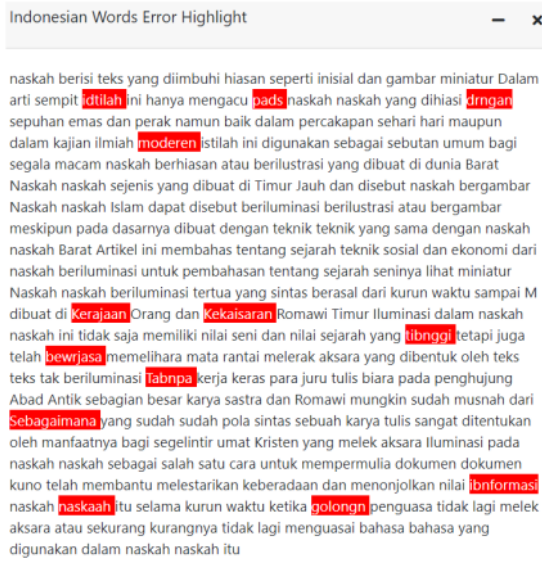 Indonesian Words Error Highlight
naskah berisi teks yang diimbuhi hiasan seperti inisial dan gambar miniatur Dalam
arti sempit idtilah ini hanya mengacu pads naskah naskah yang dihiasi drngan
sepuhan emas dan perak namun baik dalam percakapan sehari hari maupun
dalam kajian ilmiah moderen istilah ini digunakan sebagai sebutan umum bagi
segala macam naskah berhiasan atau berilustrasi yang dibuat di dunia Barat
Naskah naskah sejenis yang dibuat di Timur Jauh dan disebut naskah bergambar
Naskah naskah Islam dapat disebut beriluminasi berilustrasi atau bergambar
meskipun pada dasarnya dibuat dengan teknik teknik yang sama dengan naskah
naskah Barat Artikel ini membahas tentang sejarah teknik sosial dan ekonomi dari
naskah beriluminasi untuk pembahasan tentang sejarah seninya lihat miniatur
Naskah naskah beriluminasi tertua yang sintas berasal dari kurun waktu sampai M
dibuat di Kerajaan Orang dan Kekaisaran Romawi Timur Iluminasi dalam naskah
naskah ini tidak saja memiliki nilai seni dan nilai sejarah yang tibnggi tetapi juga
telah bewrjasa memelihara mata rantai melerak aksara yang dibentuk oleh teks
teks tak beriluminasi Tabnpa kerja keras para juru tulis biara pada penghujung
Abad Antik sebagian besar karya sastra dan Romawi mungkin sudah musnah dari
Sebagaimana yang sudah sudah pola sintas sebuah karya tulis sangat ditentukan
oleh manfaatnya bagi segelintir umat Kristen yang melek aksara Iluminasi pada
naskah naskah sebagai salah satu cara untuk mempermulia dokumen dokumen
kuno telah membantu melestarikan keberadaan dan menonjolkan nilai ibnformasi
naskah naskaah itu selama kurun waktu ketika golongn penguasa tidak lagi melek
aksara atau sekurang kurangnya tidak lagi menguasai bahasa bahasa yang
digunakan dalam naskah naskah itu